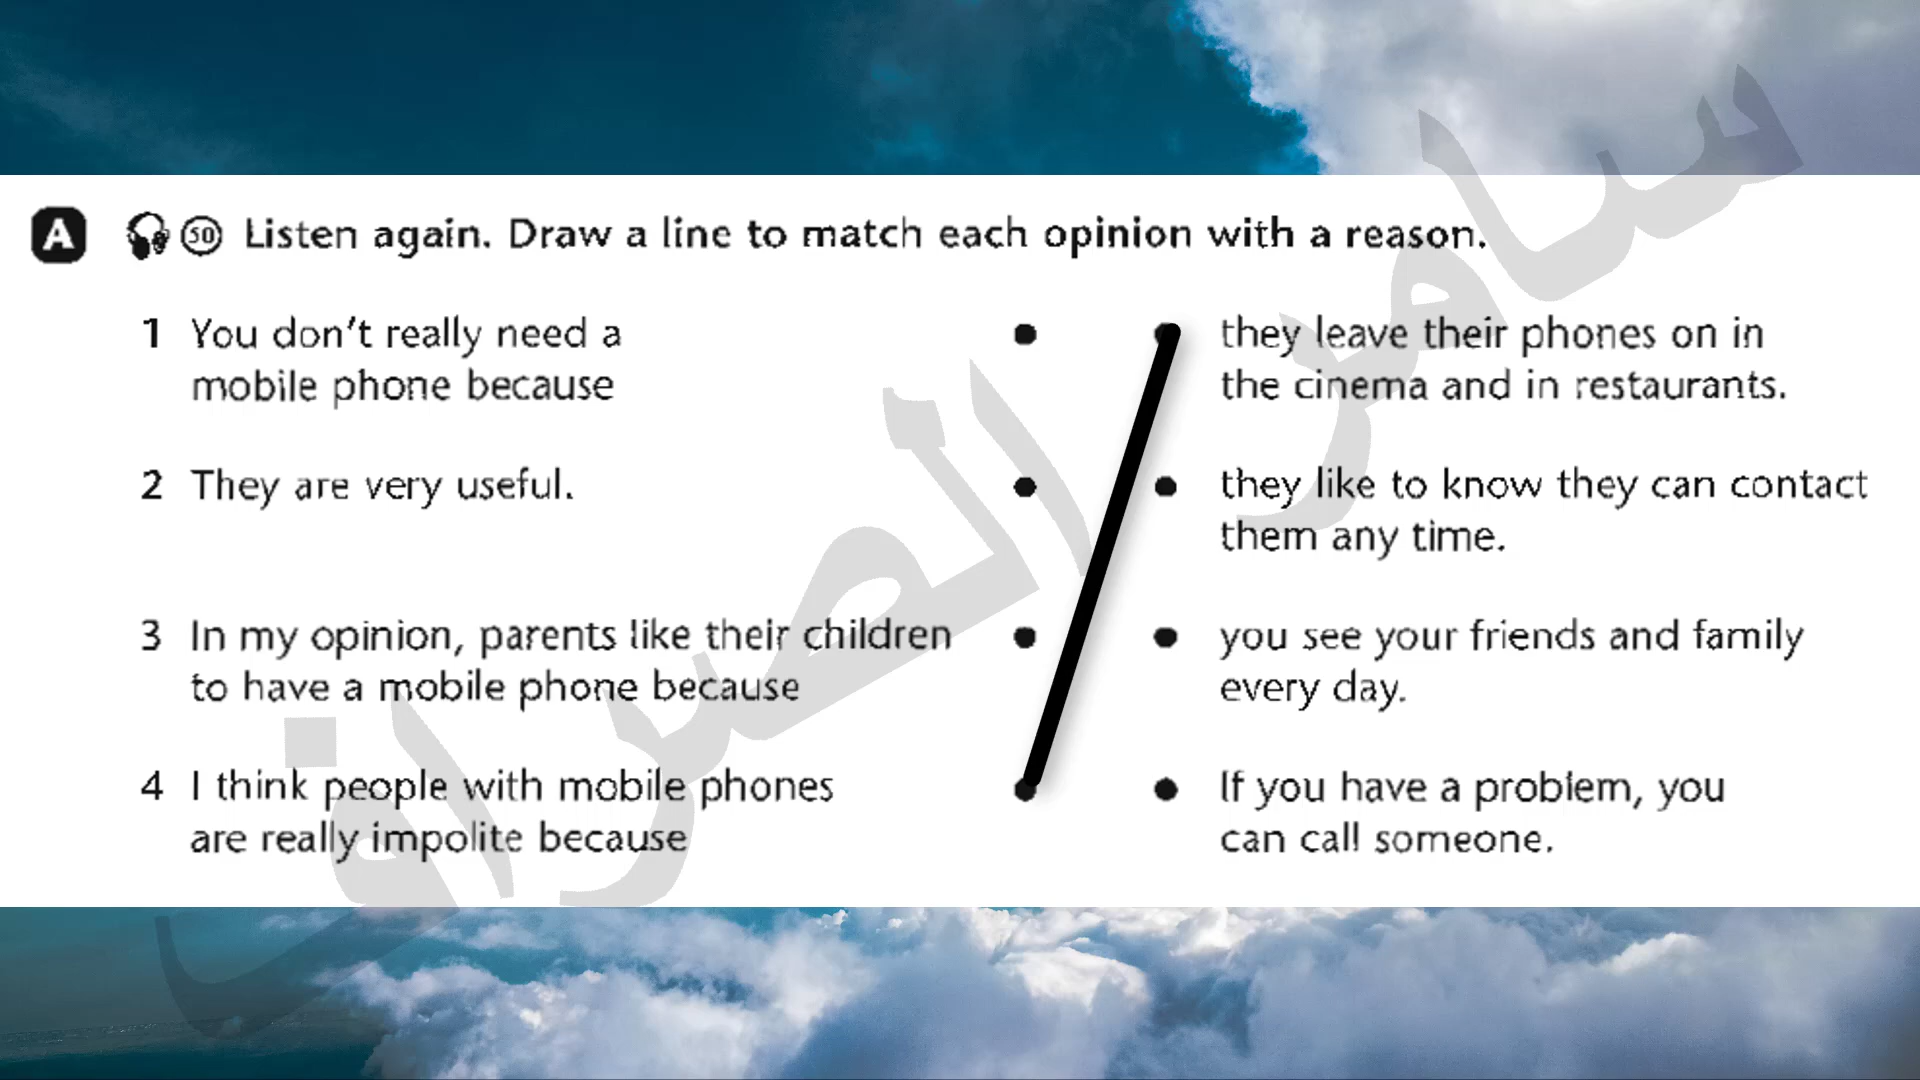 A 50 Listen again. Draw a line to match each opinion with a reason.
1 You don't really need a
mobile phone because
they leave their phones on in
the cinema and in restaurants.
2 They are very useful.
they like to know they can contact
them any time.
3 In my opinion, parents like their children
to have a mobile phone because
you see your friends and family
every day.
4 I think people with mobile phones
are really impolite because
If you have a problem, you
can call someone.
سامر الصراف